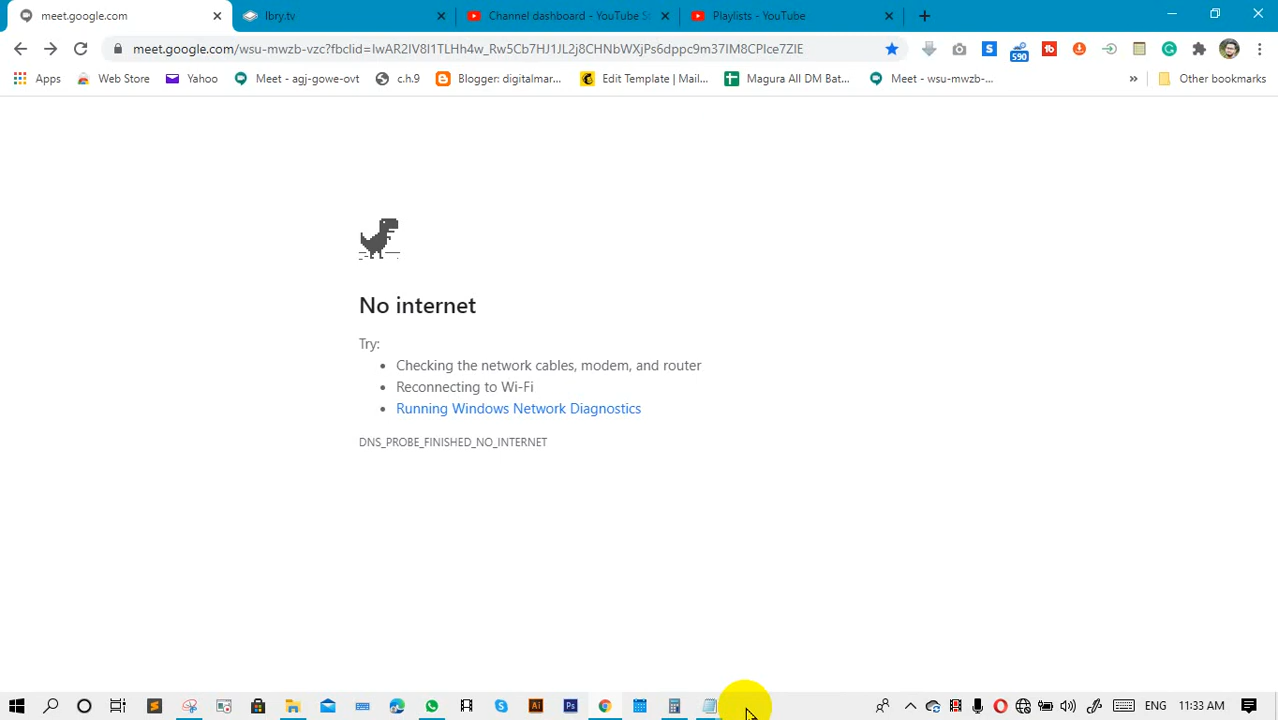 meet.google.com
lbry.tv
Channel dashboard - YouTube St
Playlists - YouTube
meet.google.com/wsu-mwzb-vzc?fbclid=IwAR2IV8I1TLHh4w_Rw5Cb7HJ1JL2j8CHNbWXjPs6dppc9m37IM8CPIce7ZIE
590
Apps
Web Store
Yahoo
Meet - agj-gowe-ovt
c.h.9
Blogger: digitalmar...
Edit Template | Mail...
Magura All DM Bat...
Meet - wsu-mwzb-...
»
Other bookmarks
No internet
Try:
• Checking the network cables, modem, and router
• Reconnecting to Wi-Fi
• Running Windows Network Diagnostics
DNS_PROBE_FINISHED_NO_INTERNET
ENG
11:33 AM